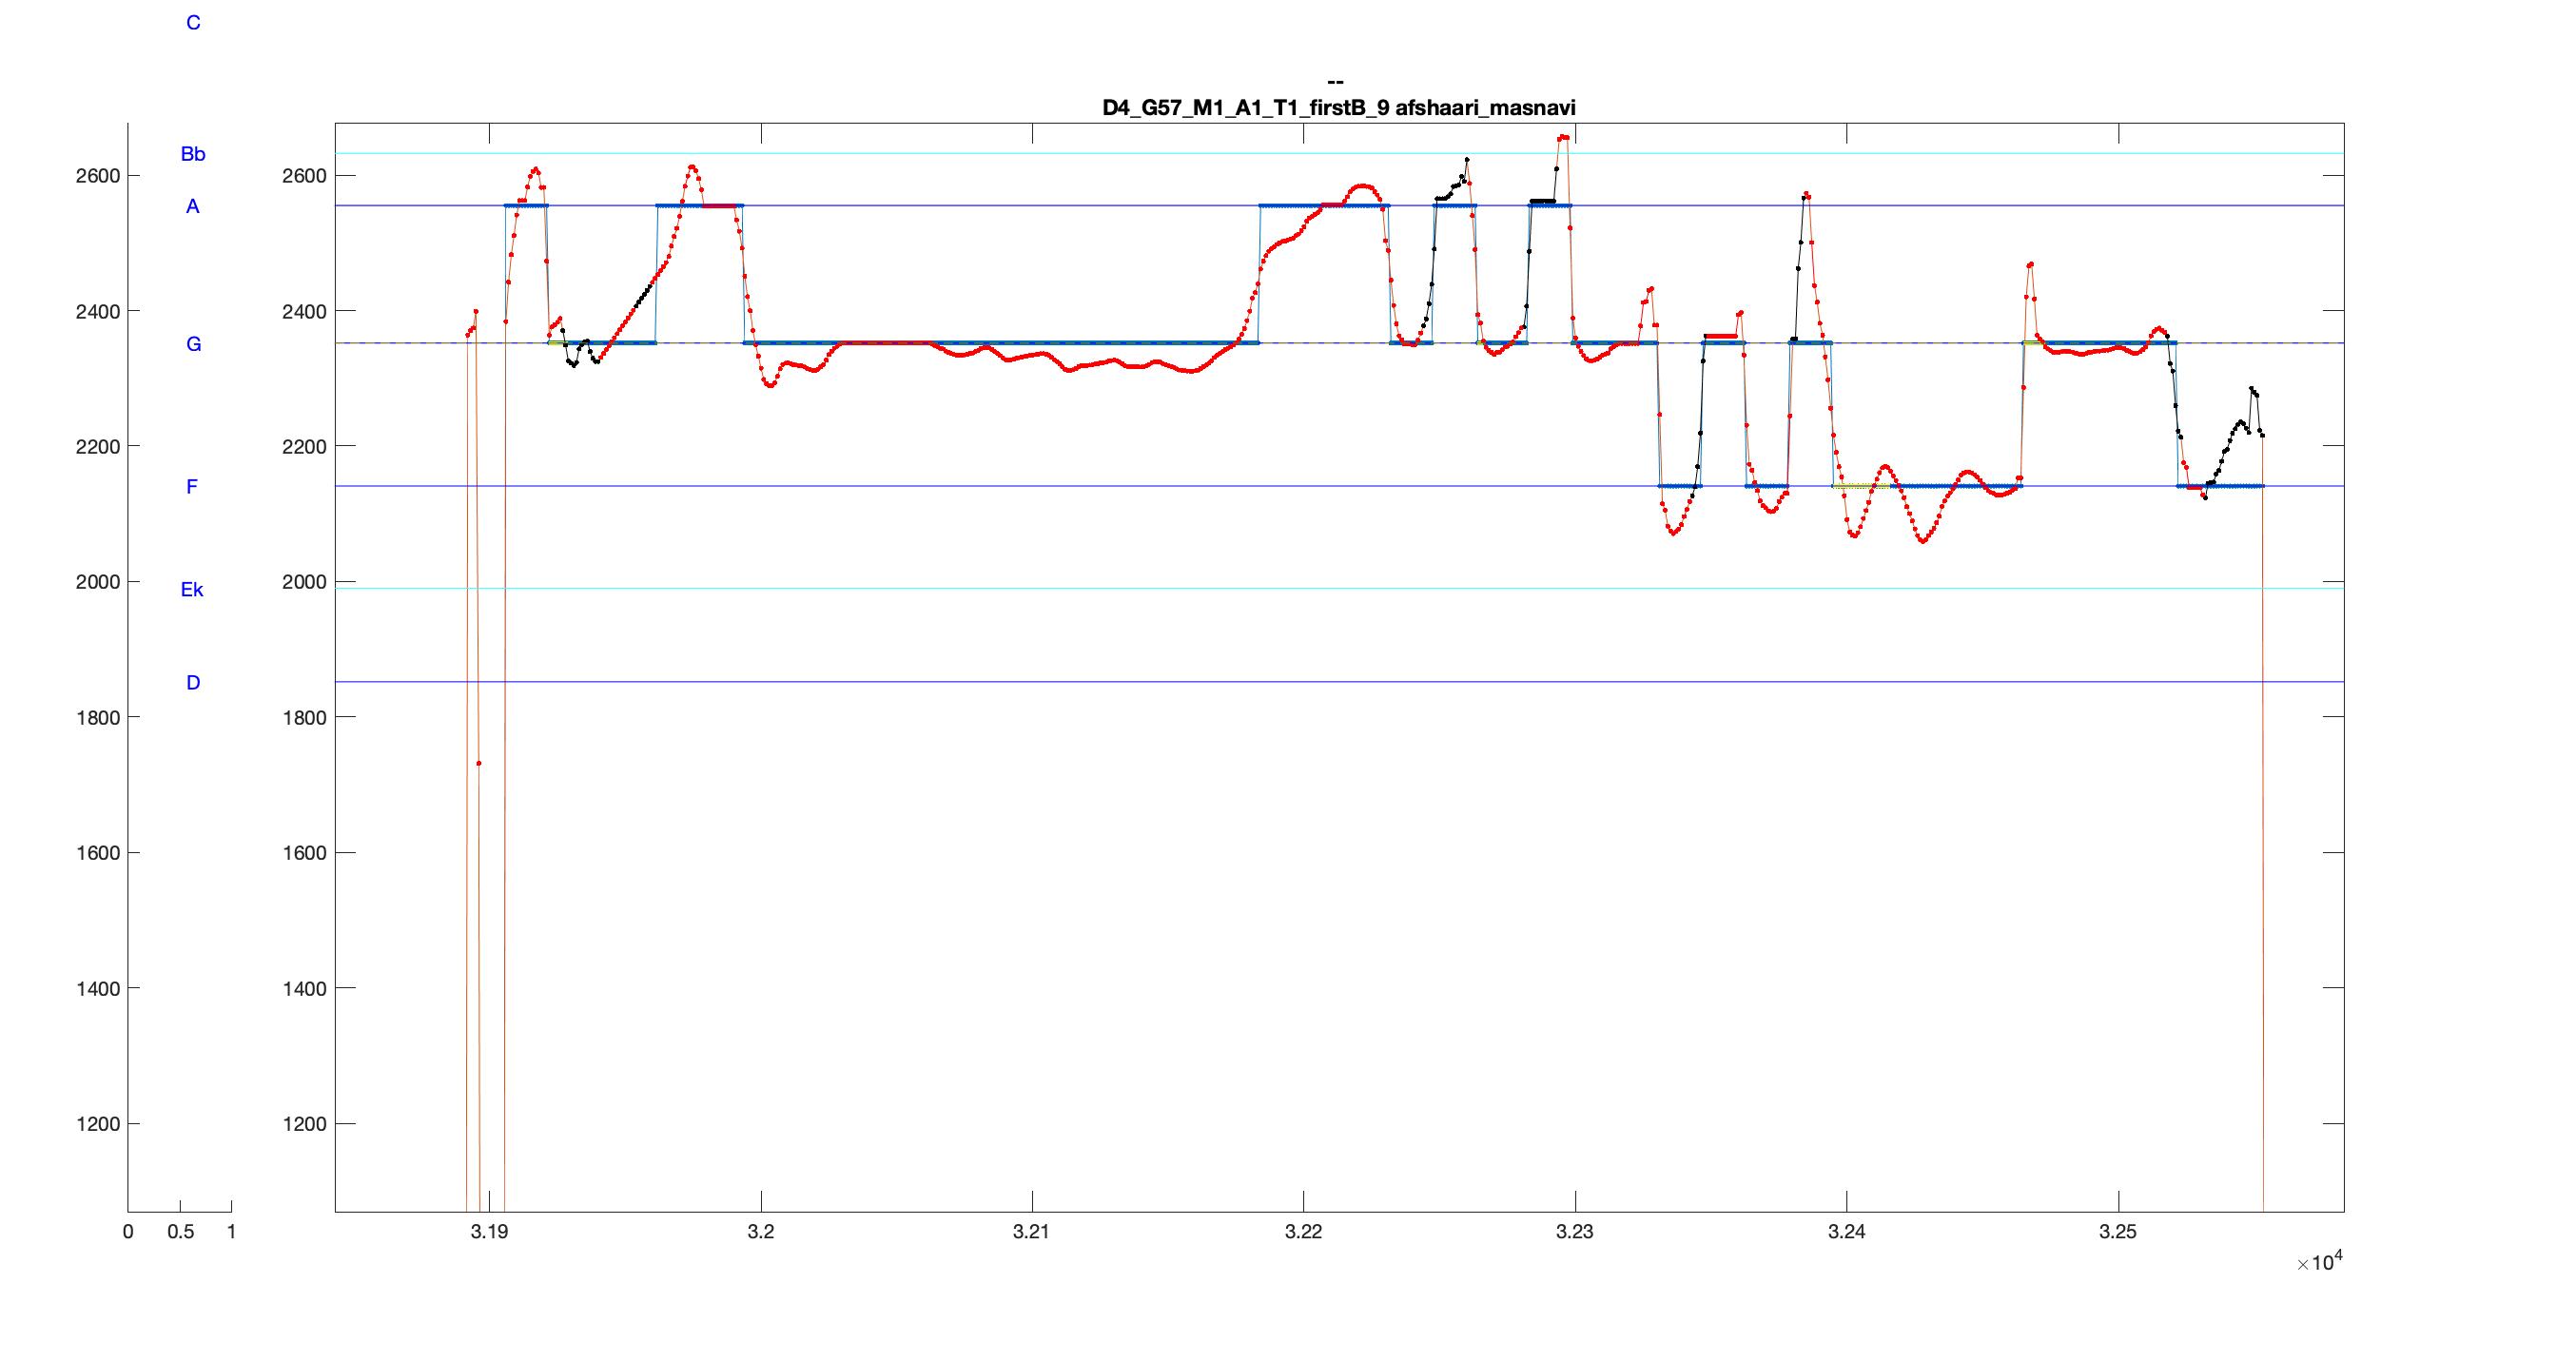 C
--
D4_G57_M1_A1_T1_firstB_9 afshaari_masnavi
Bb
2600 2600
A
2400 2400
G
2200 2200
F
2000 2000
Ek
D
1800 1800
1600 1600
1400 1400
1200 1200
0 0.5 1 3.19 3.2 3.21 3.22 3.23 3.24 3.25
×10^4